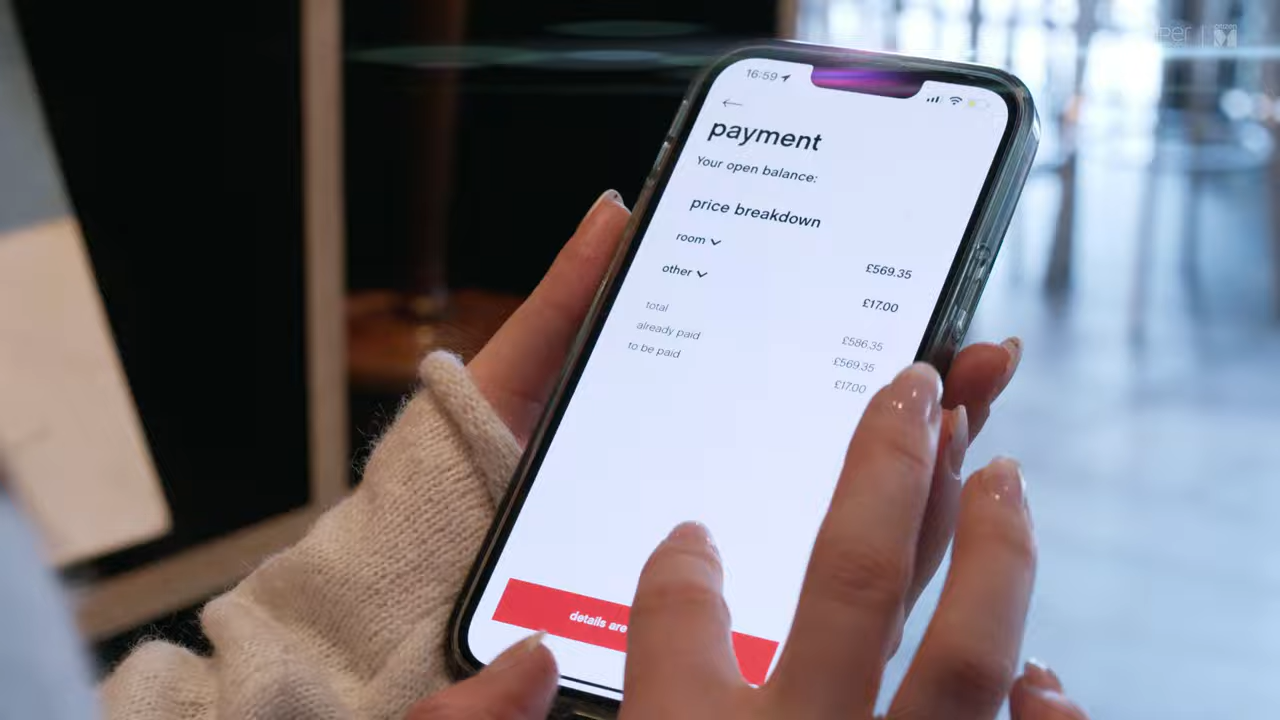 16:59
payment
Your open balance:
price breakdown
room £569.35
other £17.00
total £586.35
already paid £569.35
to be paid £17.00
details are
citizen M